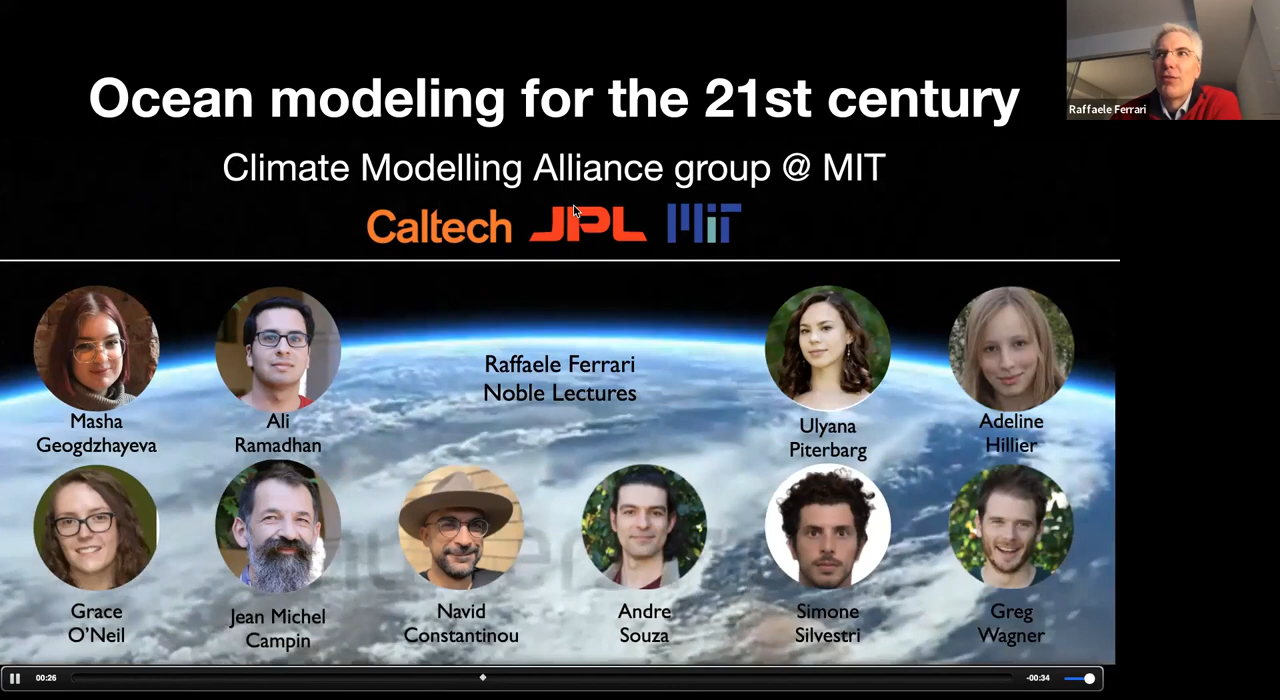 Ocean modeling for the 21st century
Raffaele Ferrari
Climate Modelling Alliance group @ MIT
Caltech JPL MIT
Raffaele Ferrari
Noble Lectures
Masha
Geogdzhayeva
Ali
Ramadhan
Ulyana
Piterbarg
Adeline
Hillier
Grace
O'Neil
Jean Michel
Campin
Navid
Constantinou
Andre
Souza
Simone
Silvestri
Greg
Wagner
00:26
-00:34